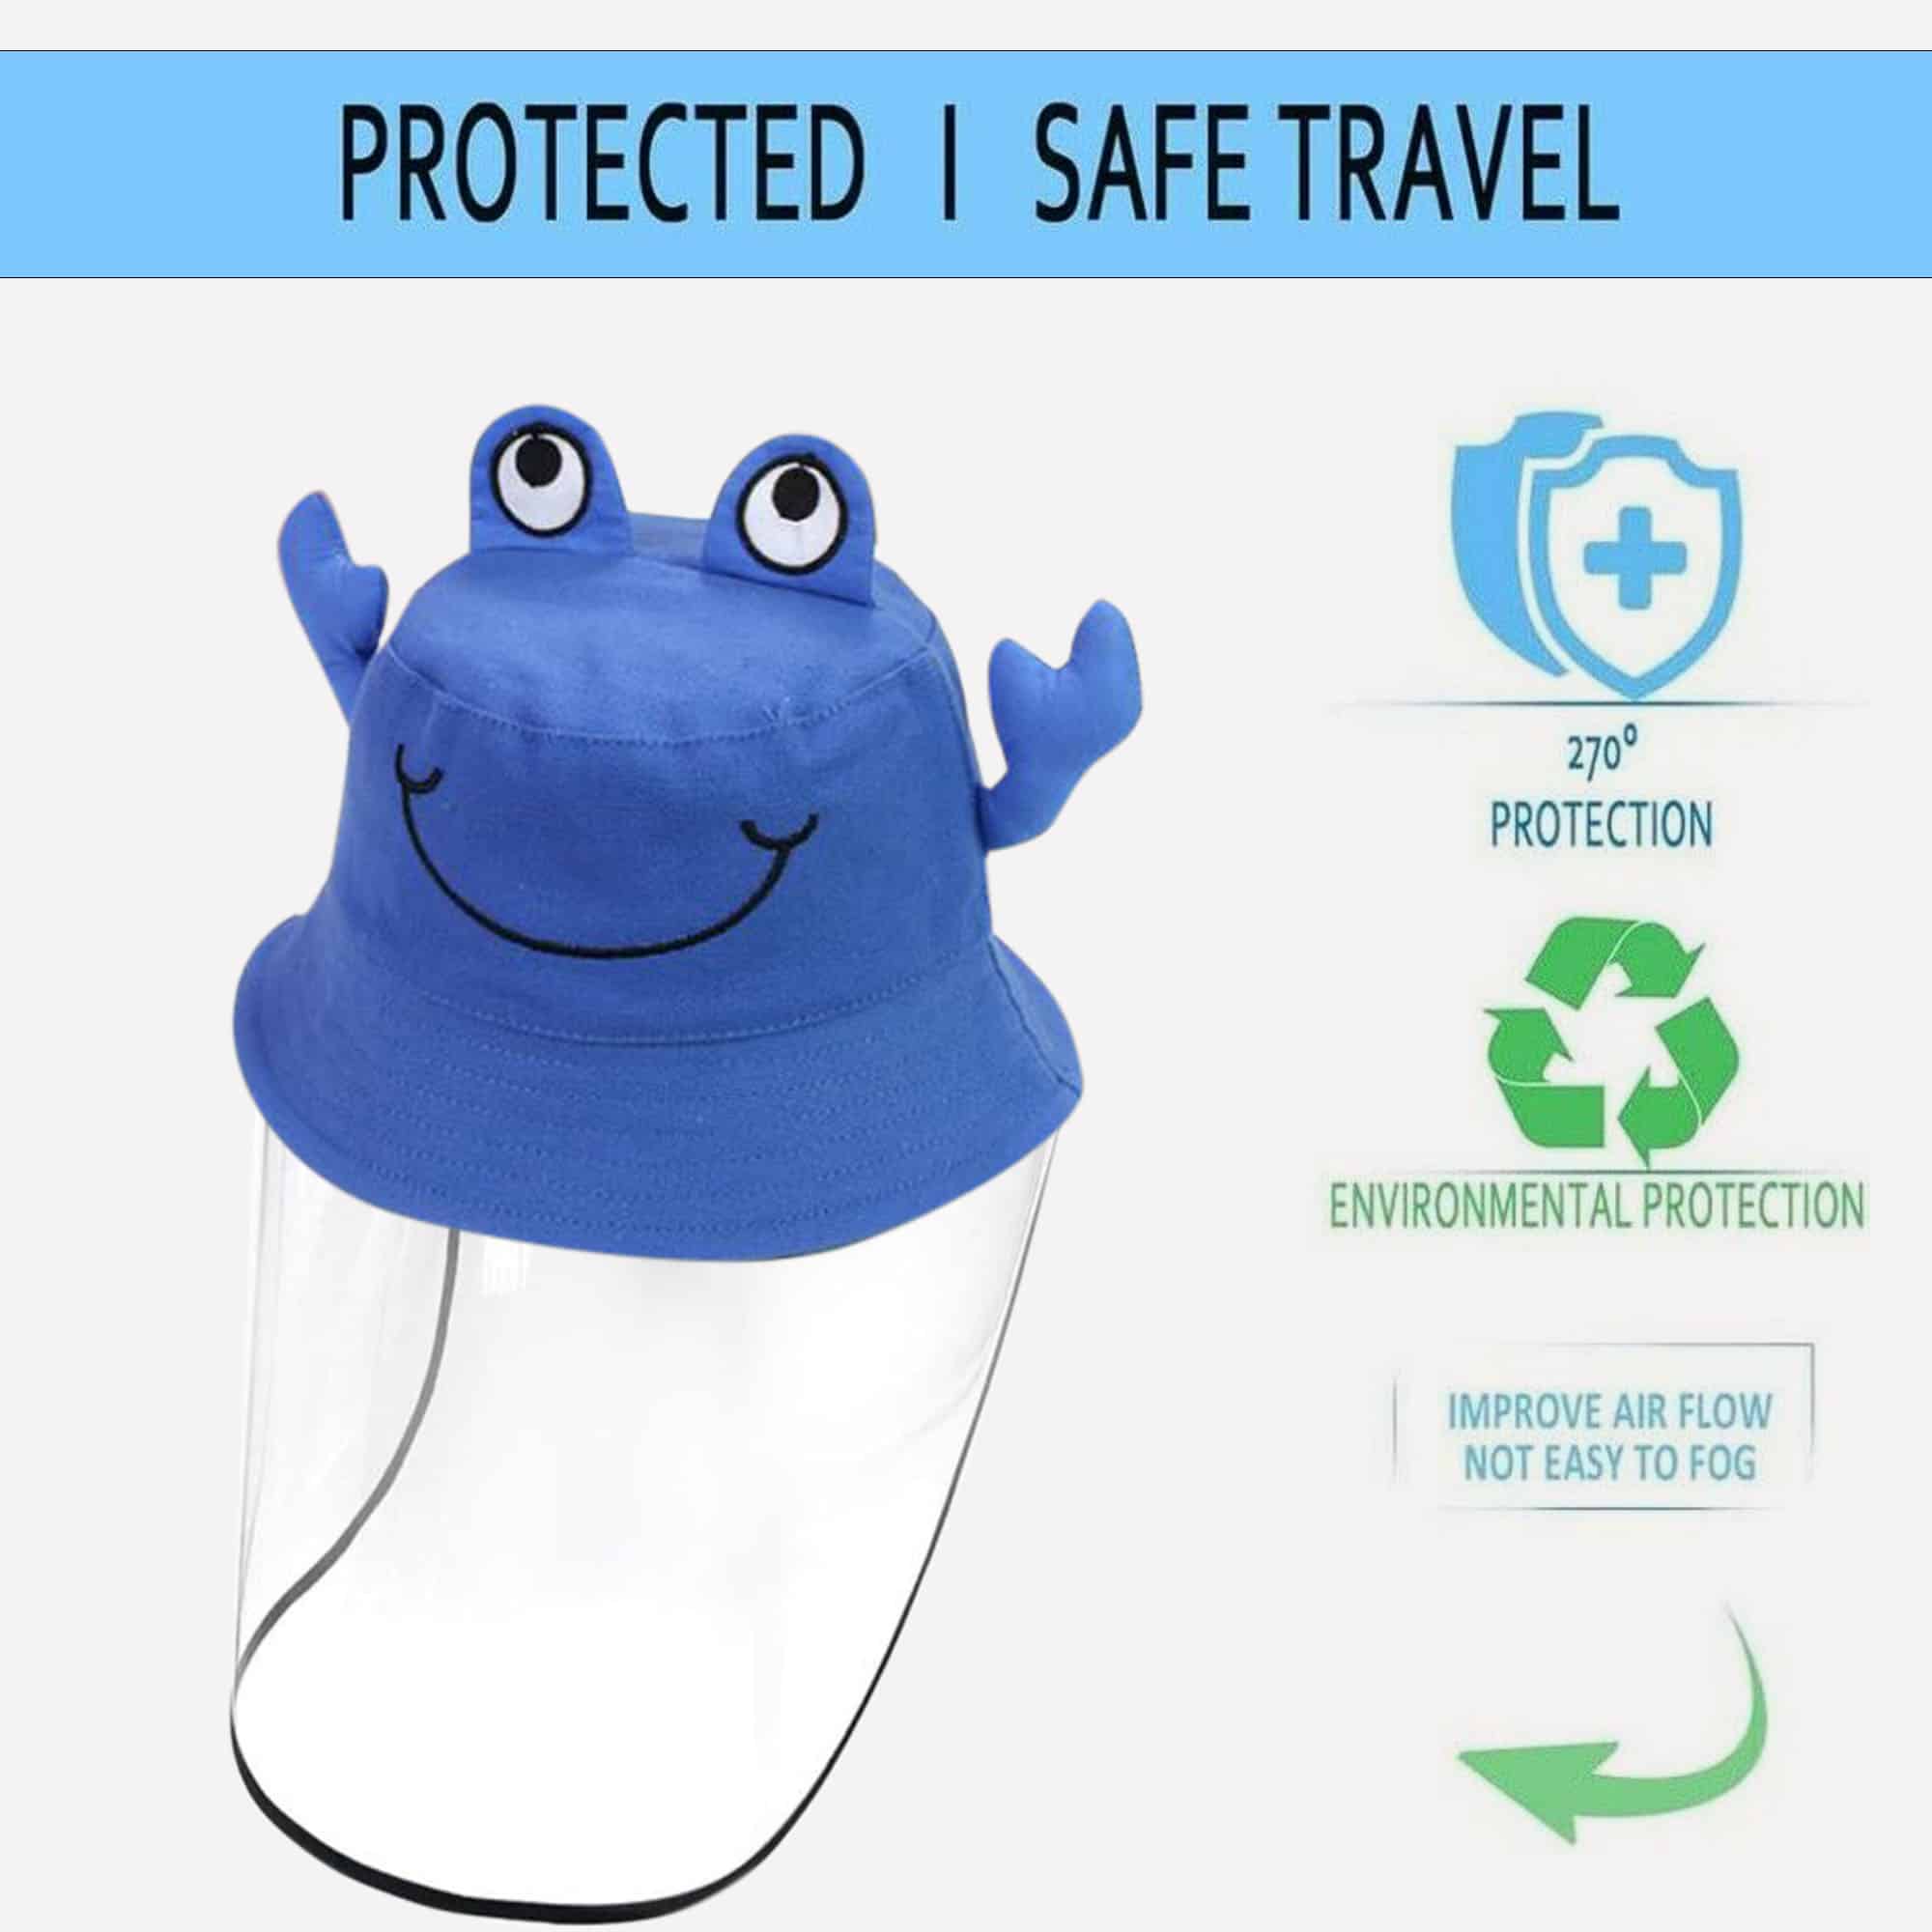 PROTECTED | SAFE TRAVEL
270°
PROTECTION
ENVIRONMENTAL PROTECTION
IMPROVE AIR FLOW
NOT EASY TO FOG